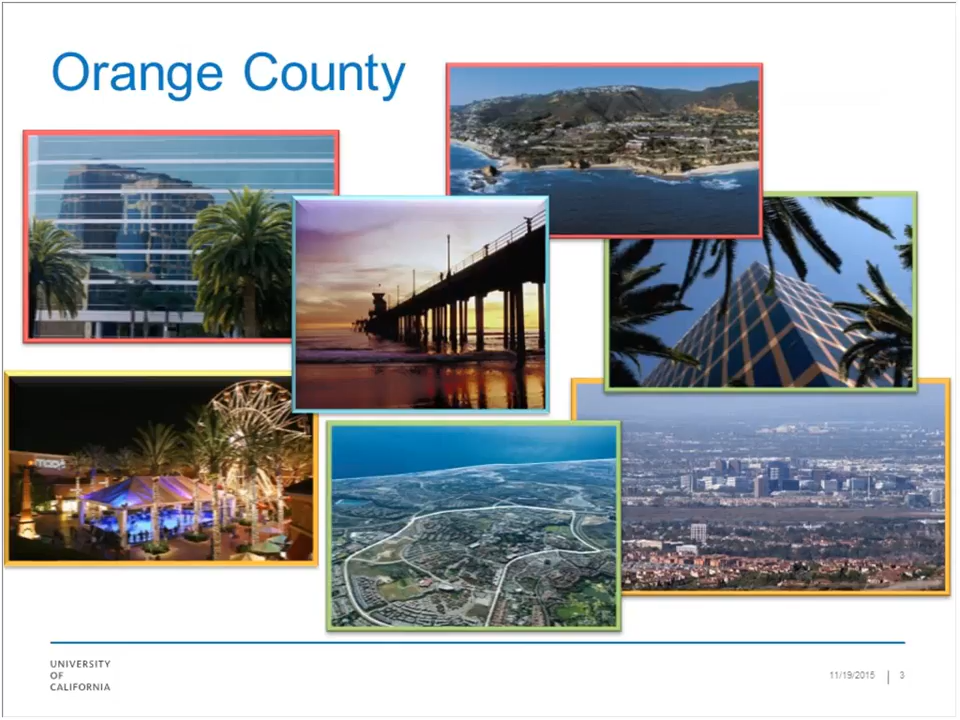 Orange County
UNIVERSITY
OF
CALIFORNIA
11/19/2015 | 3